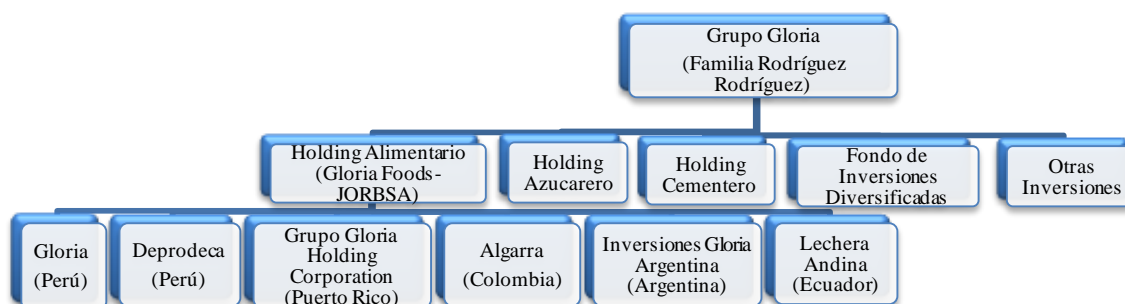 Grupo Gloria
(Familia Rodríguez
Rodríguez)
Holding Alimentario
(Gloria Foods-
JORBSA)
Holding
Azucarero
Holding
Cementero
Fondo de
Inversiones
Diversificadas
Otras
Inversiones
Gloria
(Perú)
Deprodeca
(Perú)
Grupo Gloria
Holding
Corporation
(Puerto Rico)
Algarra
(Colombia)
Inversiones Gloria
Argentina
(Argentina)
Lechera
Andina
(Ecuador)